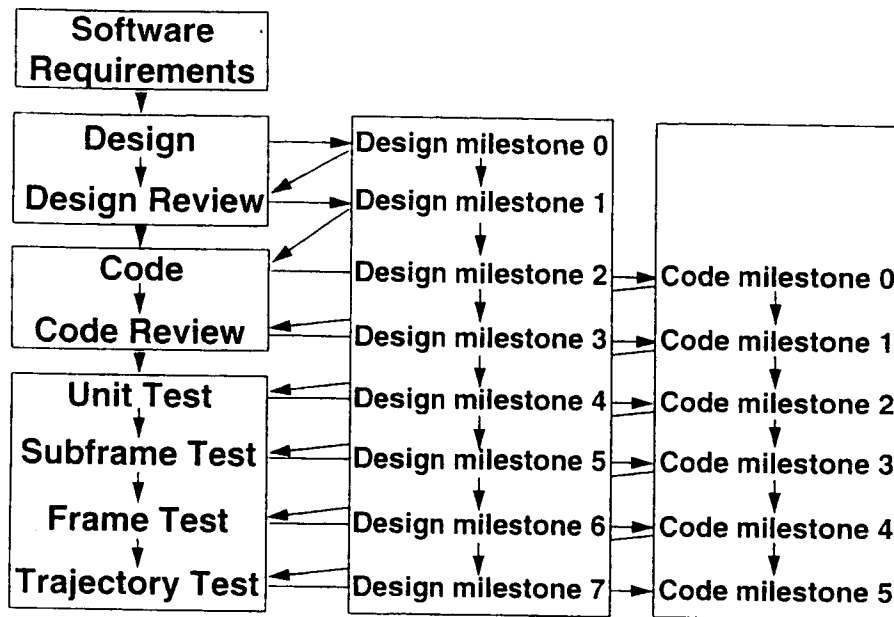 Software
Requirements
Design
Design Review
Code
Code Review
Unit Test
Subframe Test
Frame Test
Trajectory Test
Design milestone 0
Design milestone 1
Design milestone 2
Design milestone 3
Design milestone 4
Design milestone 5
Design milestone 6
Design milestone 7
Code milestone 0
Code milestone 1
Code milestone 2
Code milestone 3
Code milestone 4
Code milestone 5